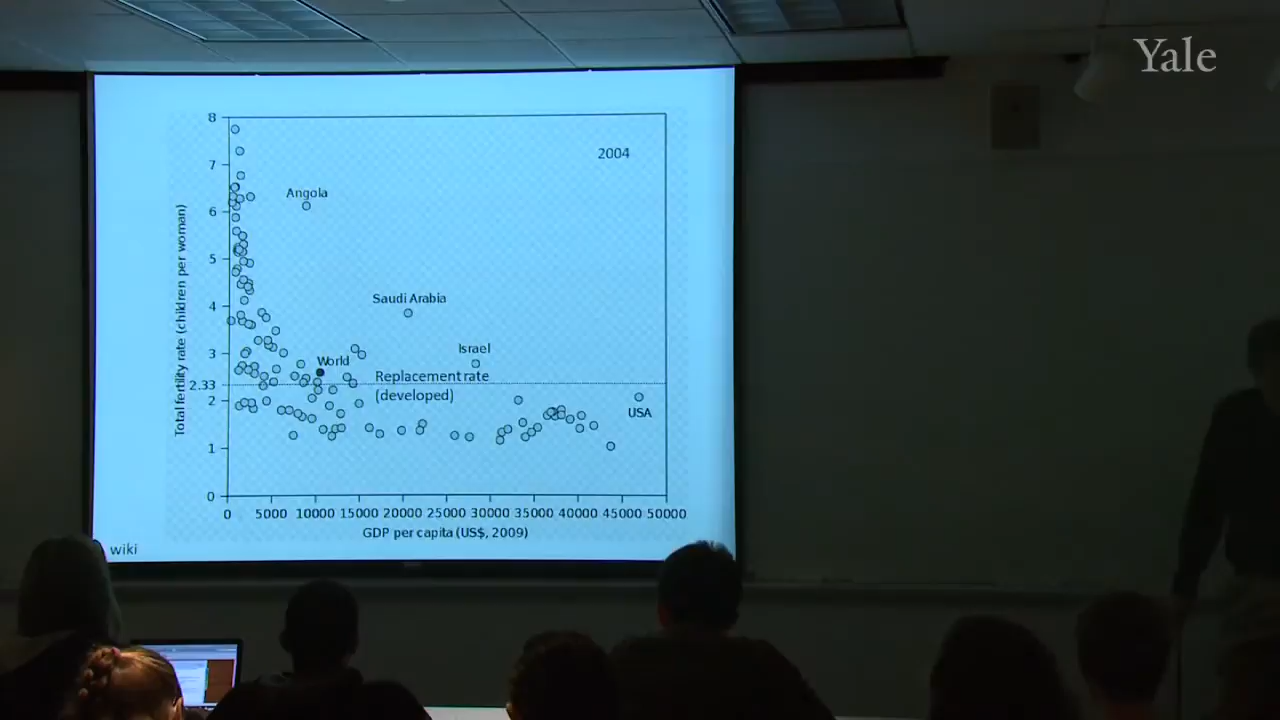 Yale
8
7
6
5
4
3
2.33
2
1
0
Total fertility rate (children per woman)
2004
Angola
Saudi Arabia
Israel
World
Replacement rate
(developed)
USA
0 5000 10000 15000 20000 25000 30000 35000 40000 45000 50000
GDP per capita (US$, 2009)
wiki